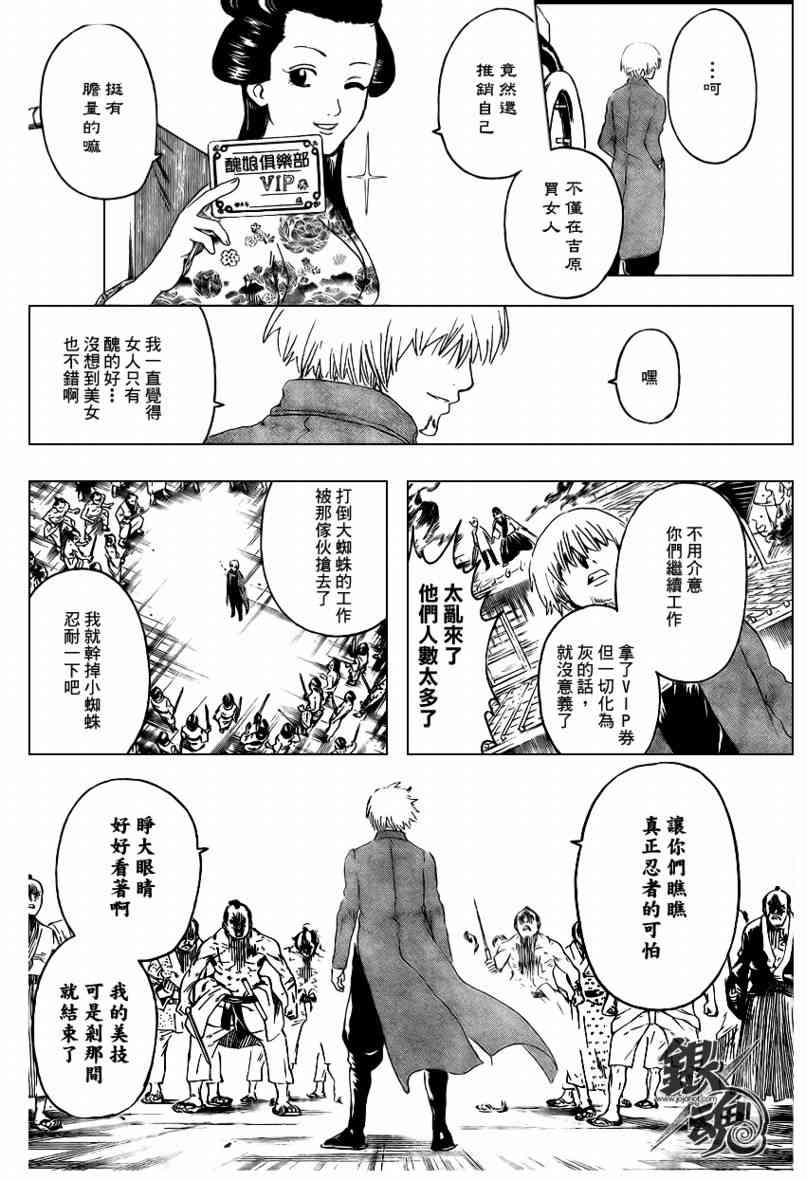 …呵
不僅在吉原
買女人
竟然還
推銷自己
挺有
膽量的嘛
醜娘俱樂部
VIP券
嘿
我一直覺得
女人只有
醜的好…
沒想到美女
也不錯啊
不用介意
你們繼續工作
拿了VIP券
但一切化為
灰的話，
就沒意義了
太亂來了
他們人數太多了
打倒大蜘蛛的工作
被那傢伙搶去了
我就幹掉小蜘蛛
忍耐一下吧
讓你們瞧瞧
真正忍者的可怕
睜大眼睛
好好看著啊
我的美技
可是剎那間
就結束了
銀魂
www.jojohot.com